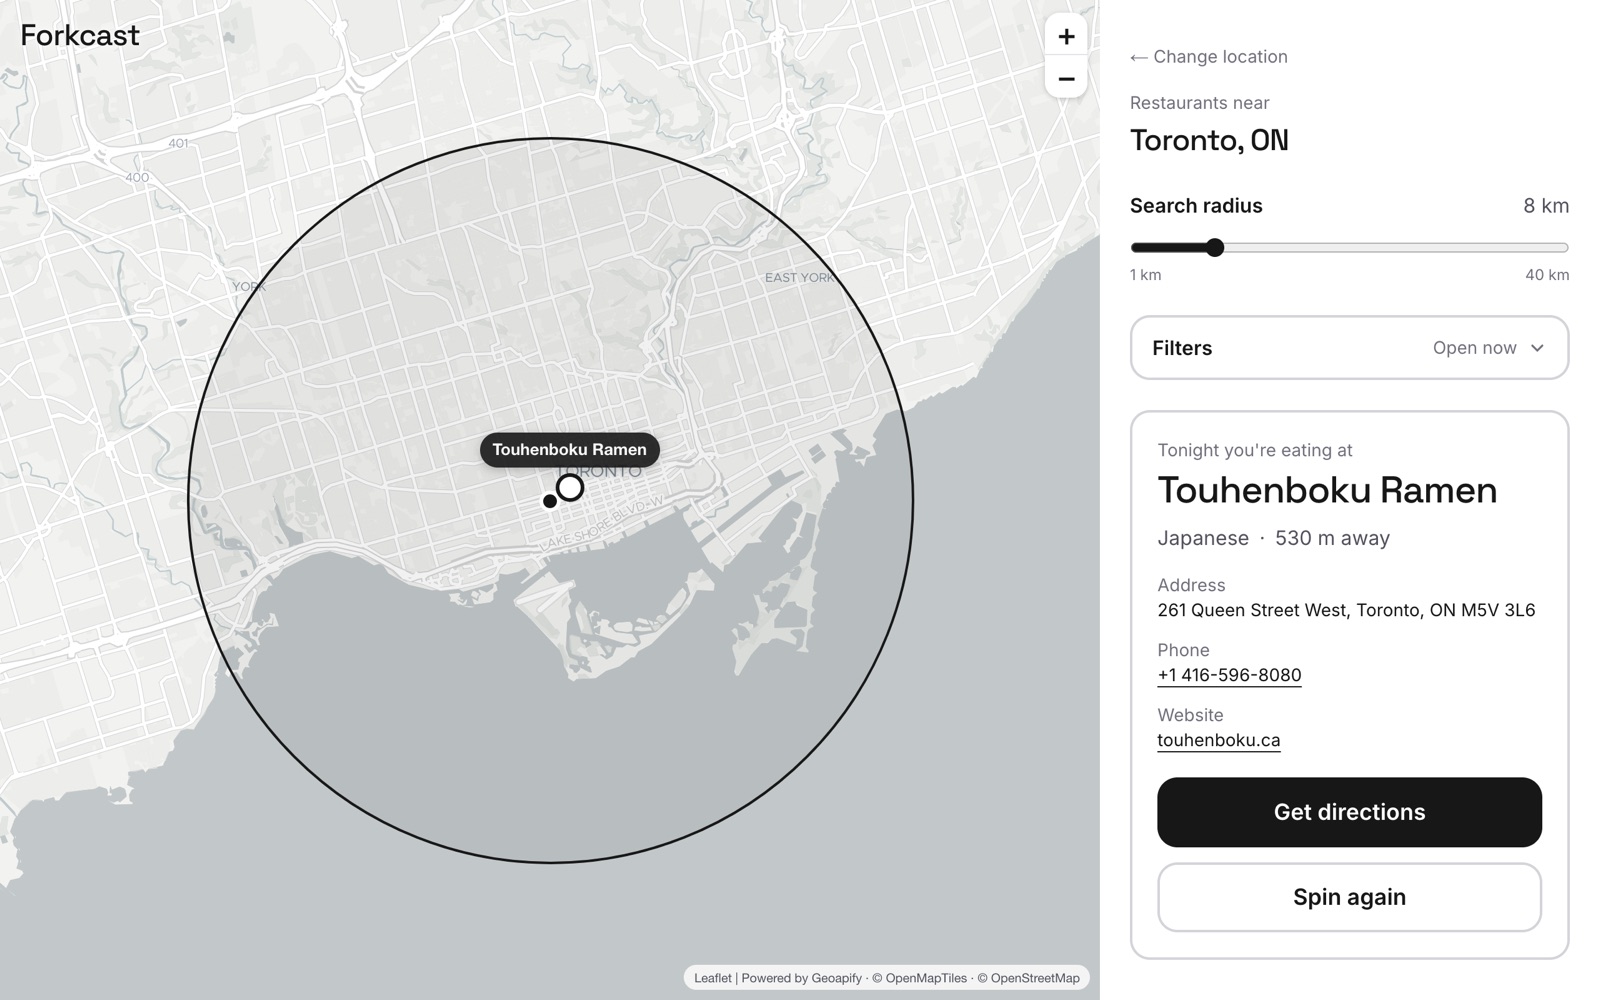 Forkcast
+
−
401
400
YORK
EAST YORK
Touhenboku Ramen
TORONTO
LAKE SHORE BLVD-W
Leaflet | Powered by Geoapify · © OpenMapTiles · © OpenStreetMap
← Change location
Restaurants near
Toronto, ON
Search radius 8 km
1 km 40 km
Filters Open now
Tonight you're eating at
Touhenboku Ramen
Japanese · 530 m away
Address
261 Queen Street West, Toronto, ON M5V 3L6
Phone
+1 416-596-8080
Website
touhenboku.ca
Get directions
Spin again